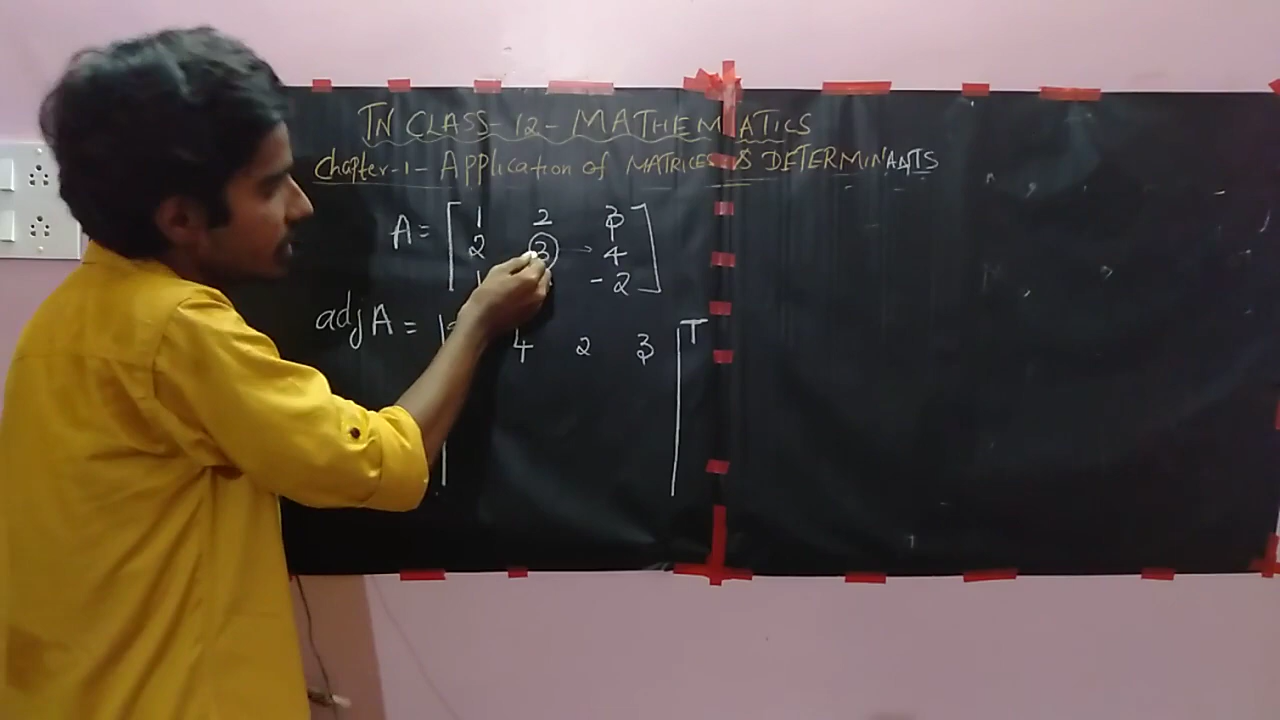 TN CLASS-12-MATHEMATICS
Chapter-1-Application of MATRICES & DETERMINANTS
A = [ 1 2 3
2 3 → 4
1 -2 ]
adj A = | 4 2 3 | T